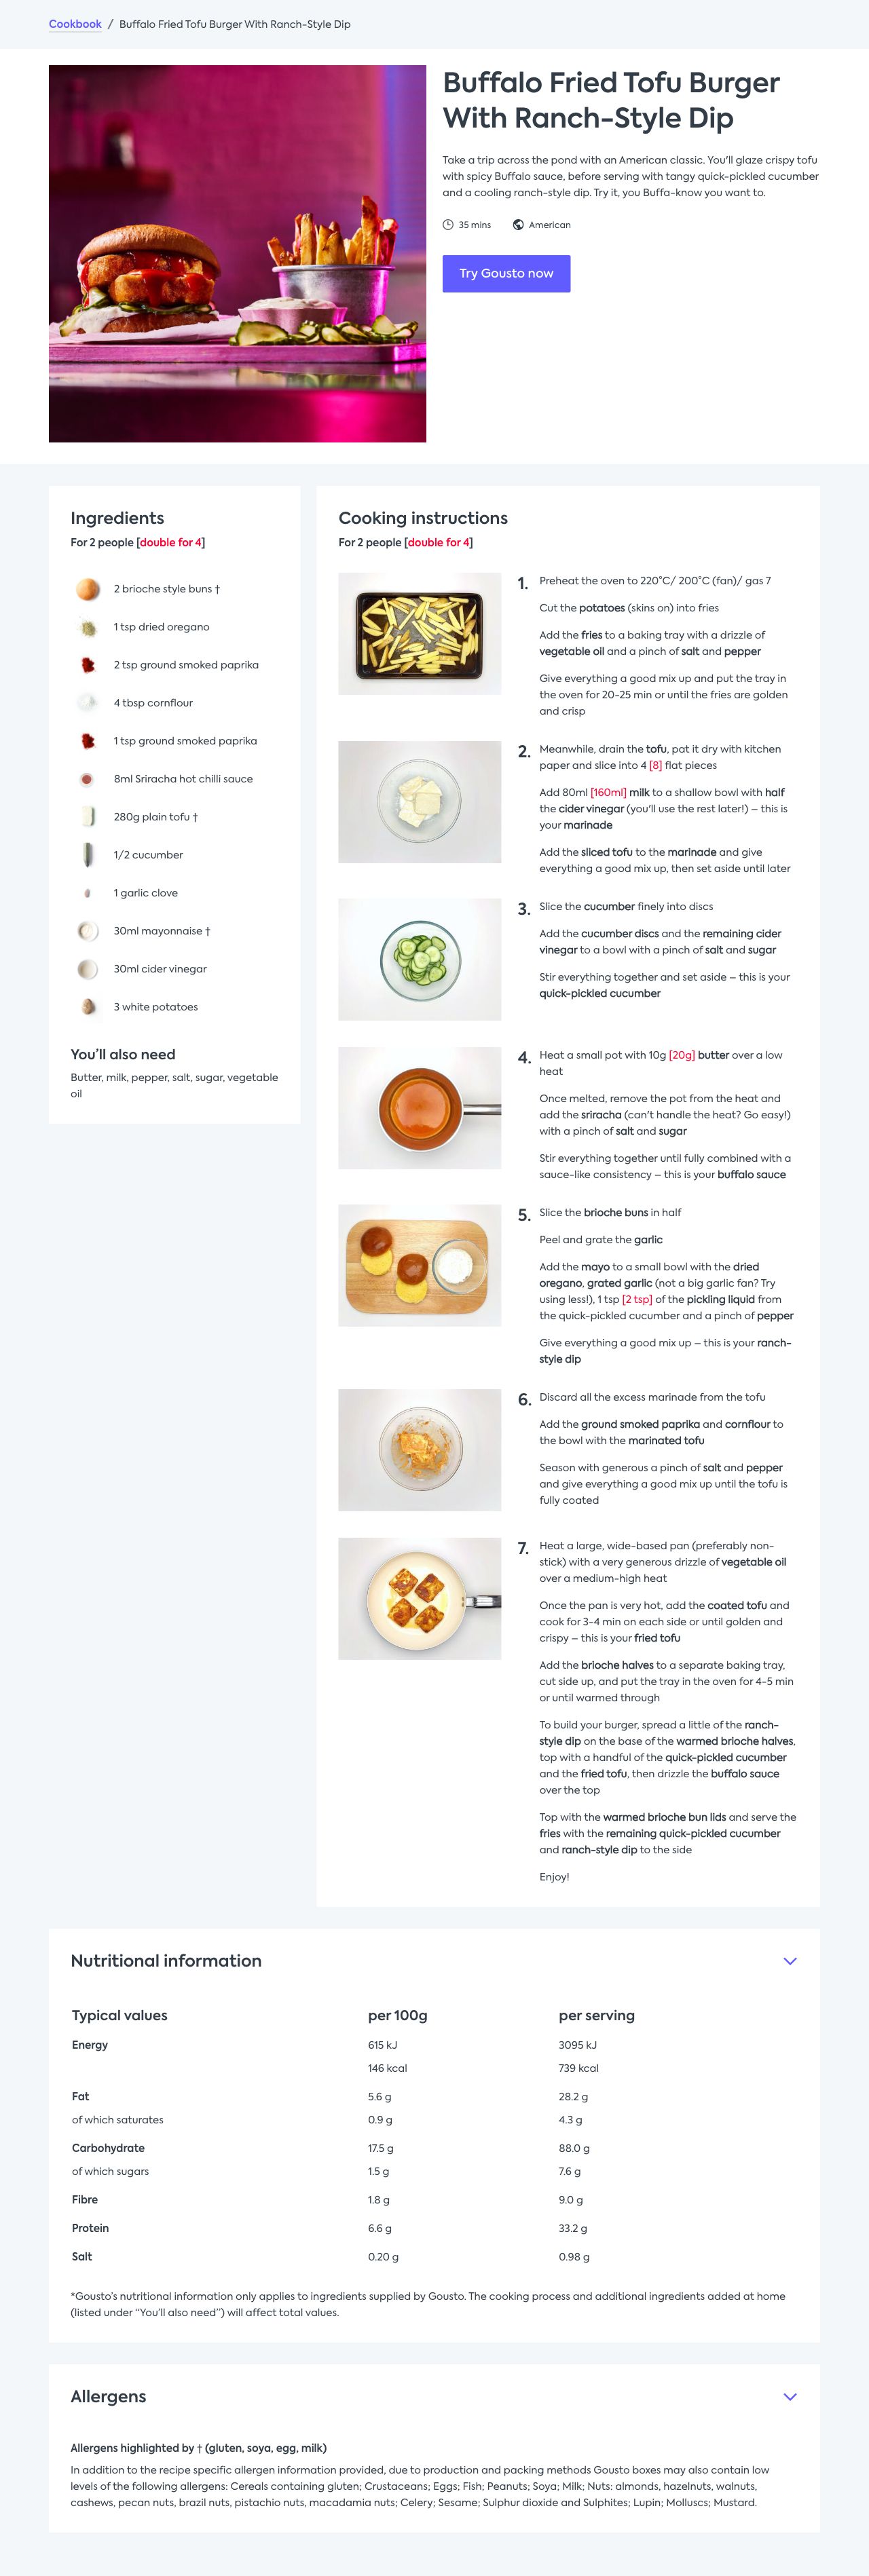 Cookbook / Buffalo Fried Tofu Burger With Ranch-Style Dip
Buffalo Fried Tofu Burger
With Ranch-Style Dip
Take a trip across the pond with an American classic. You'll glaze crispy tofu
with spicy Buffalo sauce, before serving with tangy quick-pickled cucumber
and a cooling ranch-style dip. Try it, you Buffa-know you want to.
35 mins American
Try Gousto now
Ingredients
For 2 people [double for 4]
2 brioche style buns †
1 tsp dried oregano
2 tsp ground smoked paprika
4 tbsp cornflour
1 tsp ground smoked paprika
8ml Sriracha hot chilli sauce
280g plain tofu †
1/2 cucumber
1 garlic clove
30ml mayonnaise †
30ml cider vinegar
3 white potatoes
You'll also need
Butter, milk, pepper, salt, sugar, vegetable
oil
Cooking instructions
For 2 people [double for 4]
1. Preheat the oven to 220°C/ 200°C (fan)/ gas 7
Cut the potatoes (skins on) into fries
Add the fries to a baking tray with a drizzle of
vegetable oil and a pinch of salt and pepper
Give everything a good mix up and put the tray in
the oven for 20-25 min or until the fries are golden
and crisp
2. Meanwhile, drain the tofu, pat it dry with kitchen
paper and slice into 4 [8] flat pieces
Add 80ml [160ml] milk to a shallow bowl with half
the cider vinegar (you'll use the rest later!) – this is
your marinade
Add the sliced tofu to the marinade and give
everything a good mix up, then set aside until later
3. Slice the cucumber finely into discs
Add the cucumber discs and the remaining cider
vinegar to a bowl with a pinch of salt and sugar
Stir everything together and set aside – this is your
quick-pickled cucumber
4. Heat a small pot with 10g [20g] butter over a low
heat
Once melted, remove the pot from the heat and
add the sriracha (can't handle the heat? Go easy!)
with a pinch of salt and sugar
Stir everything together until fully combined with a
sauce-like consistency – this is your buffalo sauce
5. Slice the brioche buns in half
Peel and grate the garlic
Add the mayo to a small bowl with the dried
oregano, grated garlic (not a big garlic fan? Try
using less!), 1 tsp [2 tsp] of the pickling liquid from
the quick-pickled cucumber and a pinch of pepper
Give everything a good mix up – this is your ranch-
style dip
6. Discard all the excess marinade from the tofu
Add the ground smoked paprika and cornflour to
the bowl with the marinated tofu
Season with generous a pinch of salt and pepper
and give everything a good mix up until the tofu is
fully coated
7. Heat a large, wide-based pan (preferably non-
stick) with a very generous drizzle of vegetable oil
over a medium-high heat
Once the pan is very hot, add the coated tofu and
cook for 3-4 min on each side or until golden and
crispy – this is your fried tofu
Add the brioche halves to a separate baking tray,
cut side up, and put the tray in the oven for 4-5 min
or until warmed through
To build your burger, spread a little of the ranch-
style dip on the base of the warmed brioche halves,
top with a handful of the quick-pickled cucumber
and the fried tofu, then drizzle the buffalo sauce
over the top
Top with the warmed brioche bun lids and serve the
fries with the remaining quick-pickled cucumber
and ranch-style dip to the side
Enjoy!
Nutritional information
Typical values per 100g per serving
Energy 615 kJ 3095 kJ
146 kcal 739 kcal
Fat 5.6 g 28.2 g
of which saturates 0.9 g 4.3 g
Carbohydrate 17.5 g 88.0 g
of which sugars 1.5 g 7.6 g
Fibre 1.8 g 9.0 g
Protein 6.6 g 33.2 g
Salt 0.20 g 0.98 g
*Gousto's nutritional information only applies to ingredients supplied by Gousto. The cooking process and additional ingredients added at home
(listed under "You'll also need") will affect total values.
Allergens
Allergens highlighted by † (gluten, soya, egg, milk)
In addition to the recipe specific allergen information provided, due to production and packing methods Gousto boxes may also contain low
levels of the following allergens: Cereals containing gluten; Crustaceans; Eggs; Fish; Peanuts; Soya; Milk; Nuts: almonds, hazelnuts, walnuts,
cashews, pecan nuts, brazil nuts, pistachio nuts, macadamia nuts; Celery; Sesame; Sulphur dioxide and Sulphites; Lupin; Molluscs; Mustard.